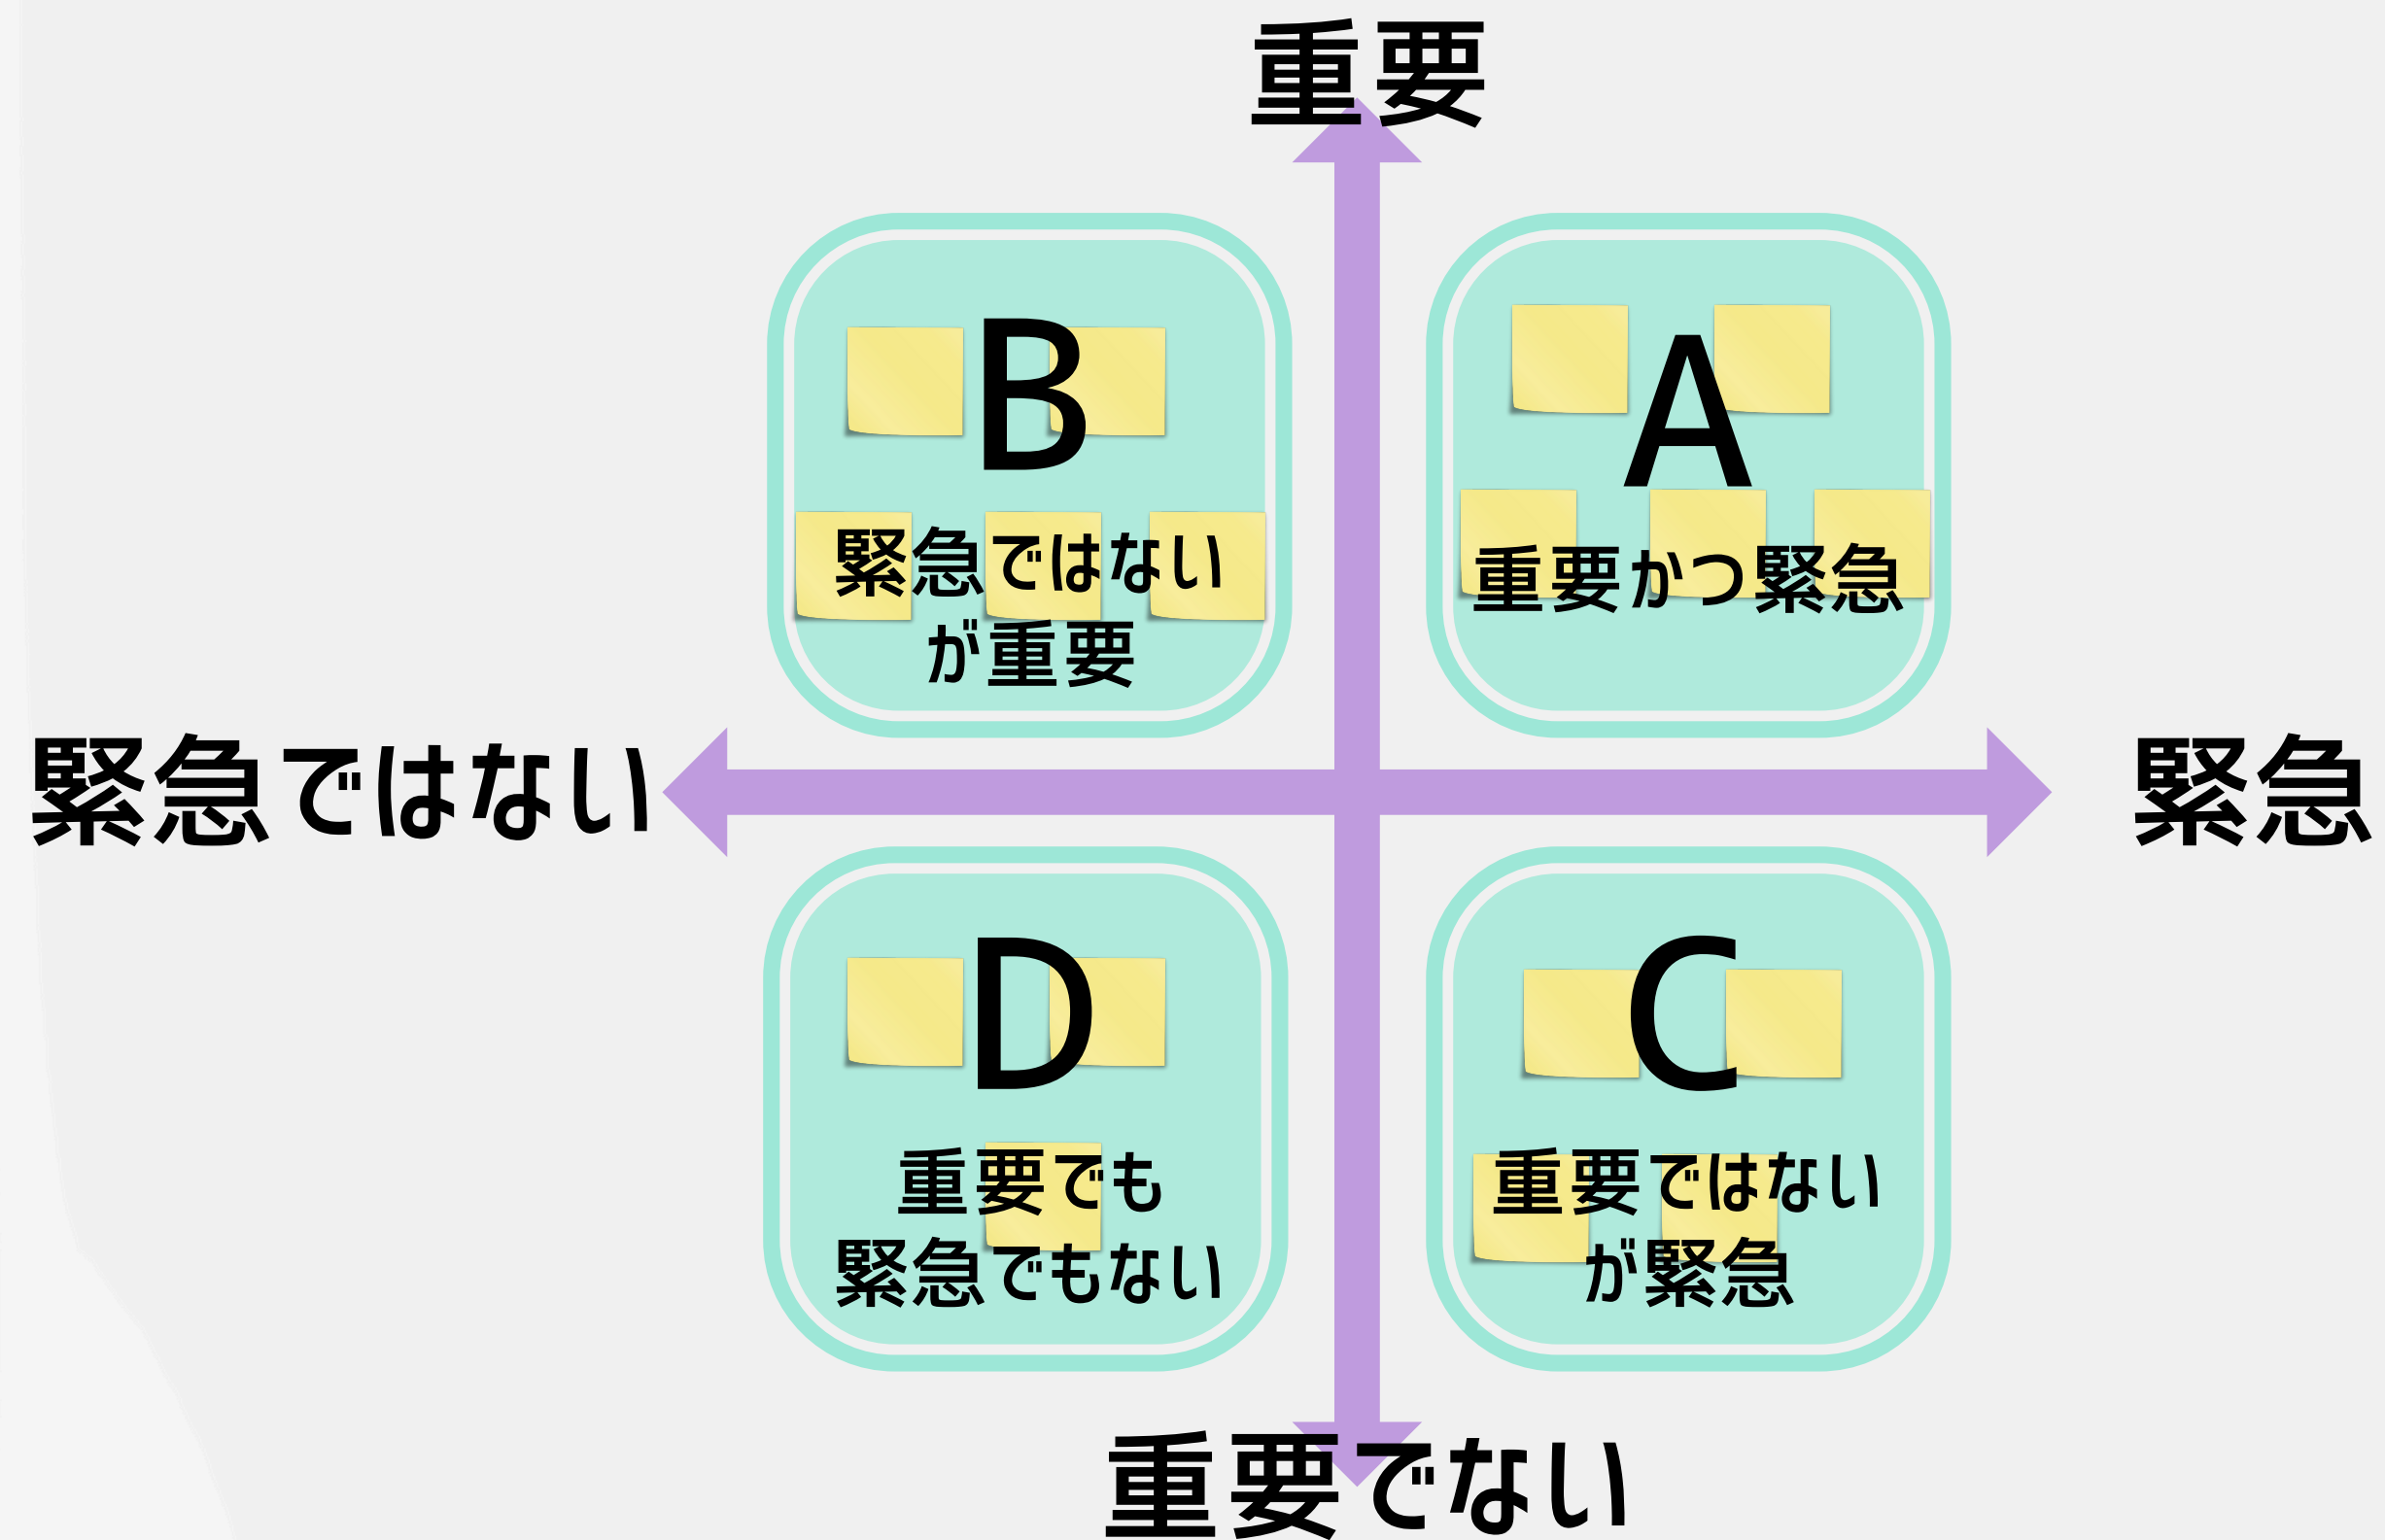 重要
B
緊急ではない
が重要
A
重要かつ緊急
緊急ではない
緊急
D
重要でも
緊急でもない
C
重要ではない
が緊急
重要でない